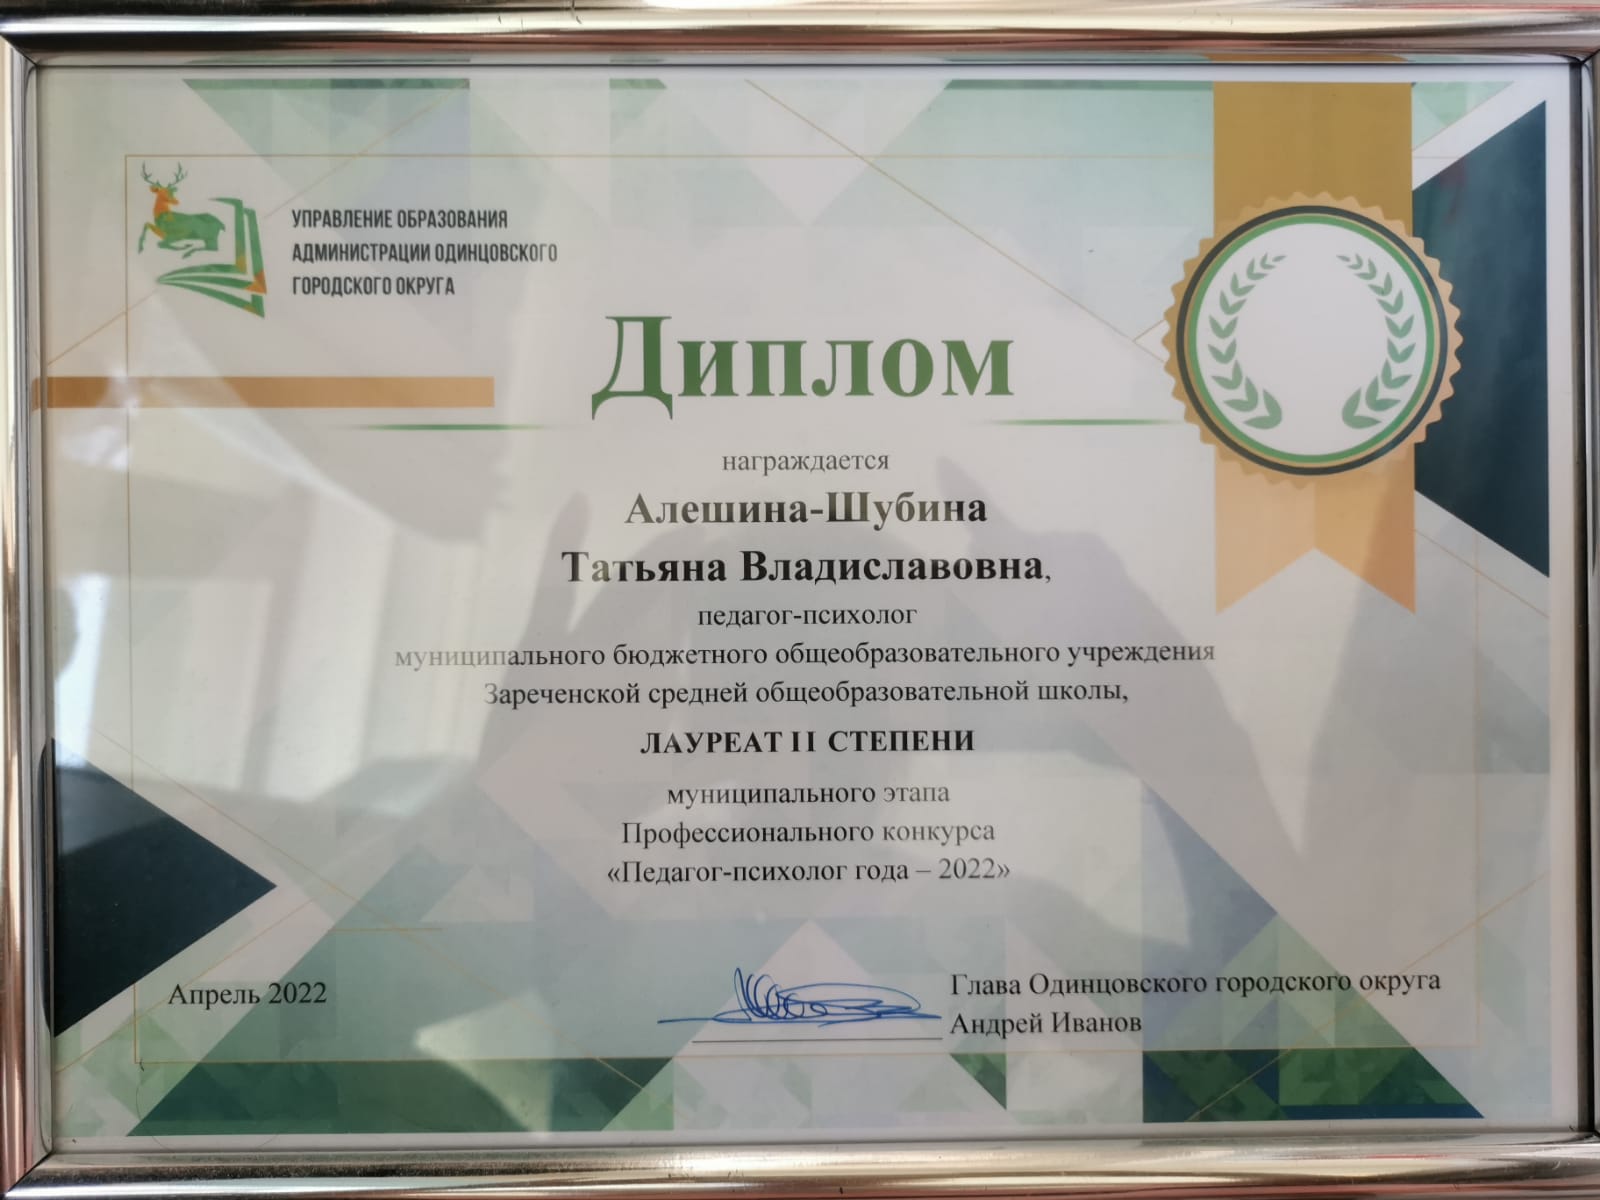 УПРАВЛЕНИЕ ОБРАЗОВАНИЯ
АДМИНИСТРАЦИИ ОДИНЦОВСКОГО
ГОРОДСКОГО ОКРУГА
Диплом
награждается
Алешина-Шубина
Татьяна Владиславовна,
педагог-психолог
муниципального бюджетного общеобразовательного учреждения
Зареченской средней общеобразовательной школы,
ЛАУРЕАТ II СТЕПЕНИ
муниципального этапа
Профессионального конкурса
«Педагог-психолог года – 2022»
Апрель 2022
Глава Одинцовского городского округа
Андрей Иванов